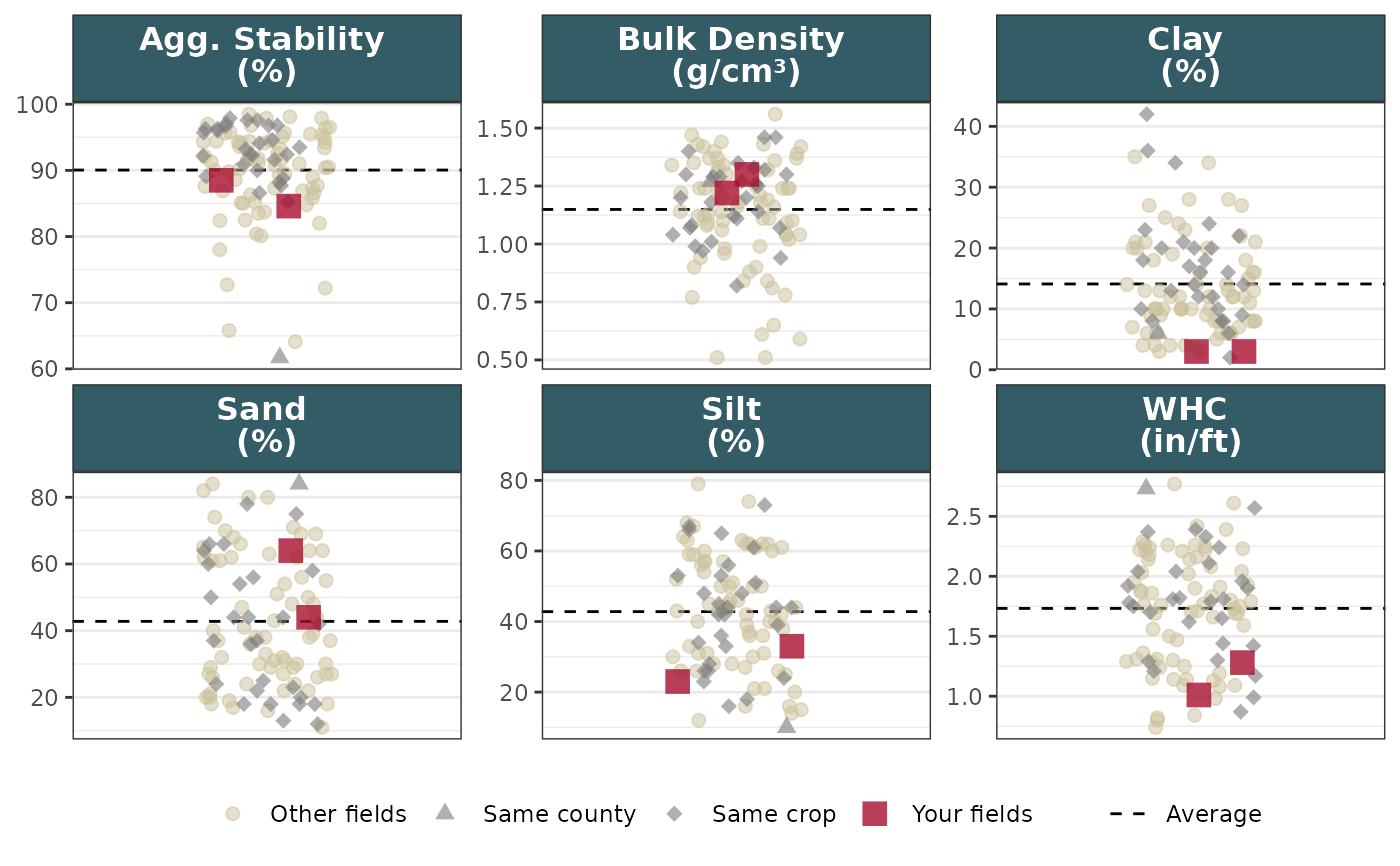 Agg. Stability
(%)
Bulk Density
(g/cm³)
Clay
(%)
100
90
80
70
60
1.50
1.25
1.00
0.75
0.50
40
30
20
10
0
Sand
(%)
Silt
(%)
WHC
(in/ft)
80
60
40
20
80
60
40
20
2.5
2.0
1.5
1.0
Other fields
Same county
Same crop
Your fields
Average